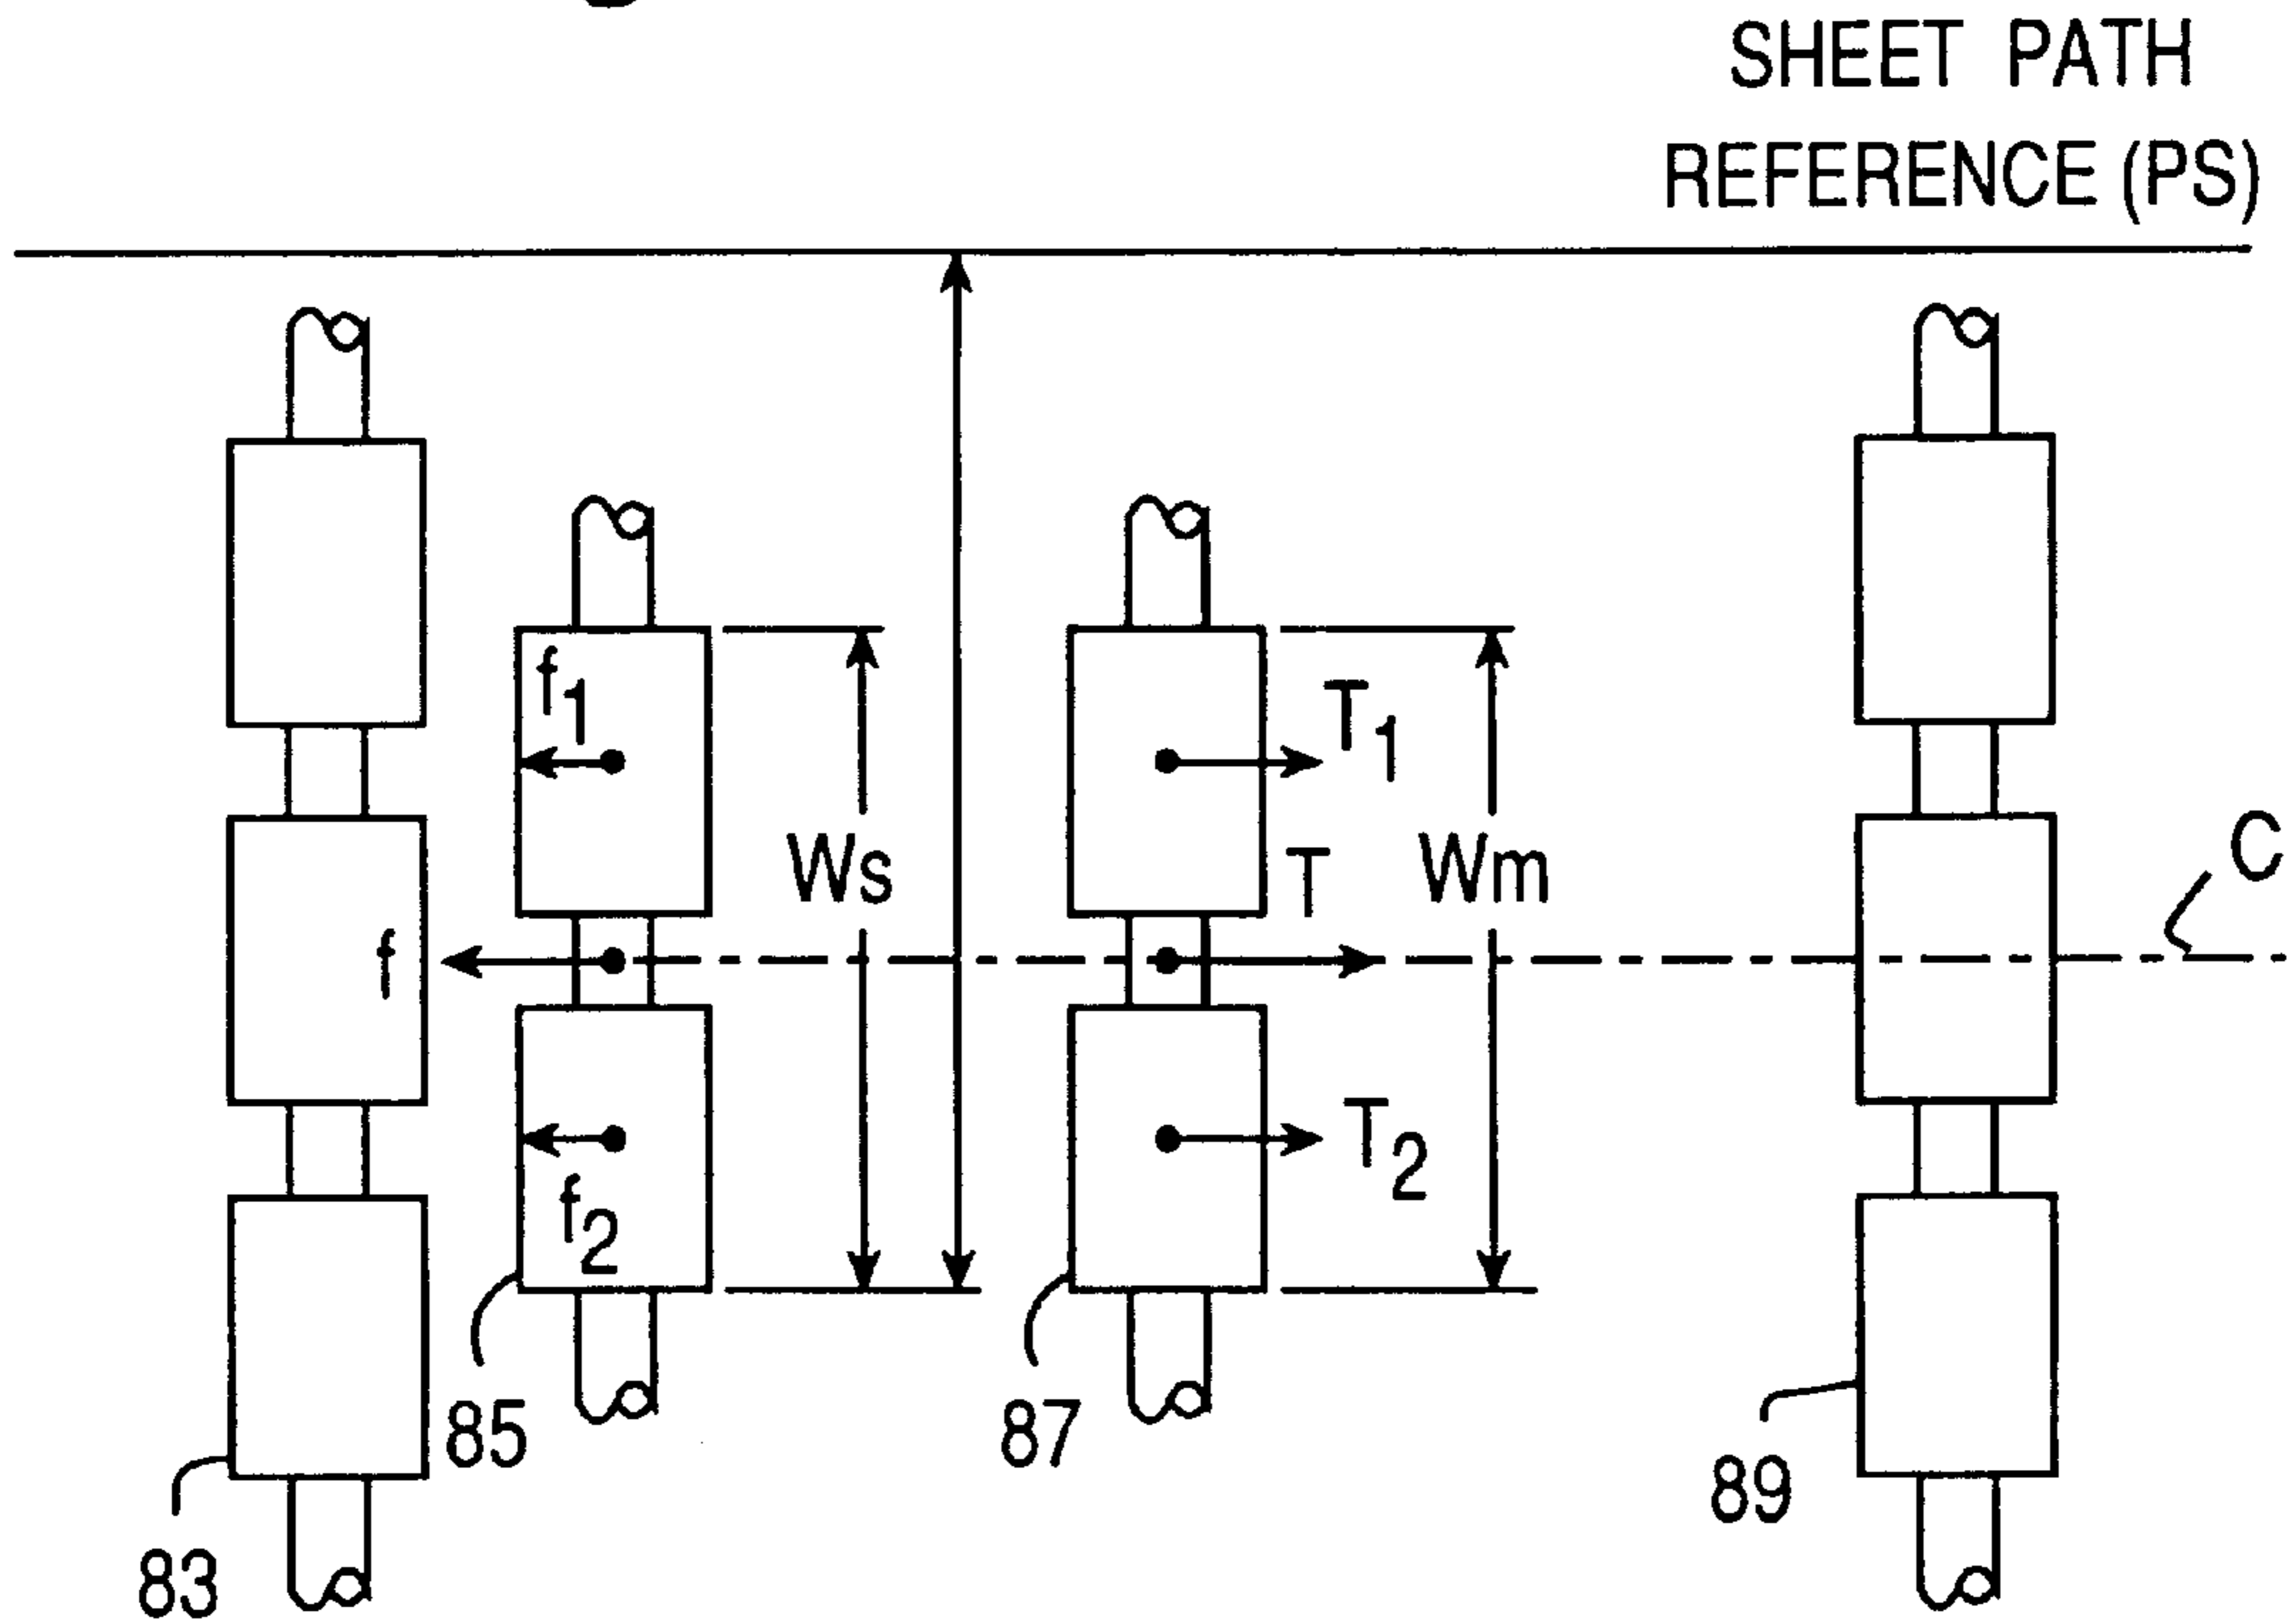 SHEET PATH
REFERENCE (PS)
f1
T1
Ws
T
Wm
C
f
T2
f2
85
87
89
83